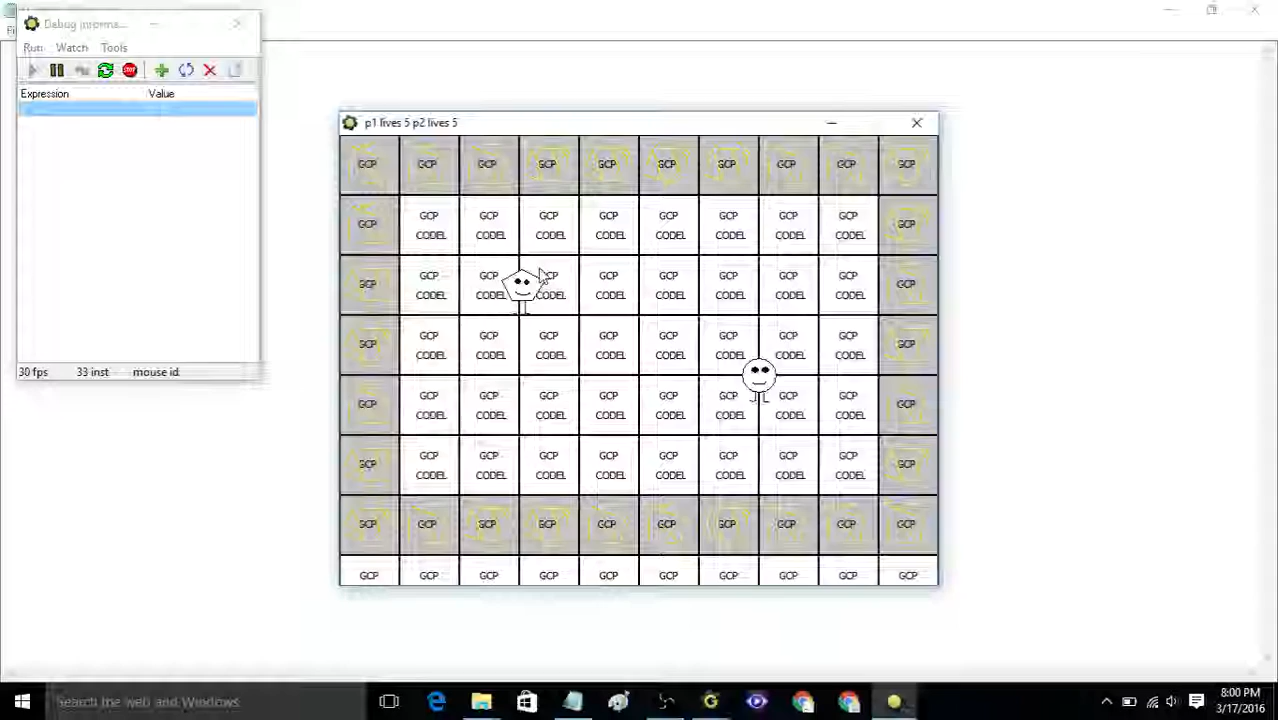 Debug informa...
Run Watch Tools
Expression Value
30 fps 33 inst mouse id
p1 lives 5 p2 lives 5
GCP GCP GCP GCP GCP GCP GCP GCP GCP GCP
GCP GCP GCP GCP GCP GCP GCP GCP GCP GCP
CODEL CODEL CODEL CODEL CODEL CODEL CODEL CODEL
GCP GCP GCP GCP GCP GCP GCP GCP GCP
CODEL CODEL CODEL CODEL CODEL CODEL CODEL CODEL
GCP GCP GCP GCP GCP GCP GCP GCP GCP GCP
CODEL CODEL CODEL CODEL CODEL CODEL CODEL CODEL
GCP GCP GCP GCP GCP GCP GCP GCP GCP GCP
CODEL CODEL CODEL CODEL CODEL CODEL CODEL CODEL
GCP GCP GCP GCP GCP GCP GCP GCP GCP GCP
CODEL CODEL CODEL CODEL CODEL CODEL CODEL CODEL
GCP GCP GCP GCP GCP GCP GCP GCP GCP GCP
GCP GCP GCP GCP GCP GCP GCP GCP GCP GCP
Search the web and Windows
8:00 PM
3/17/2016